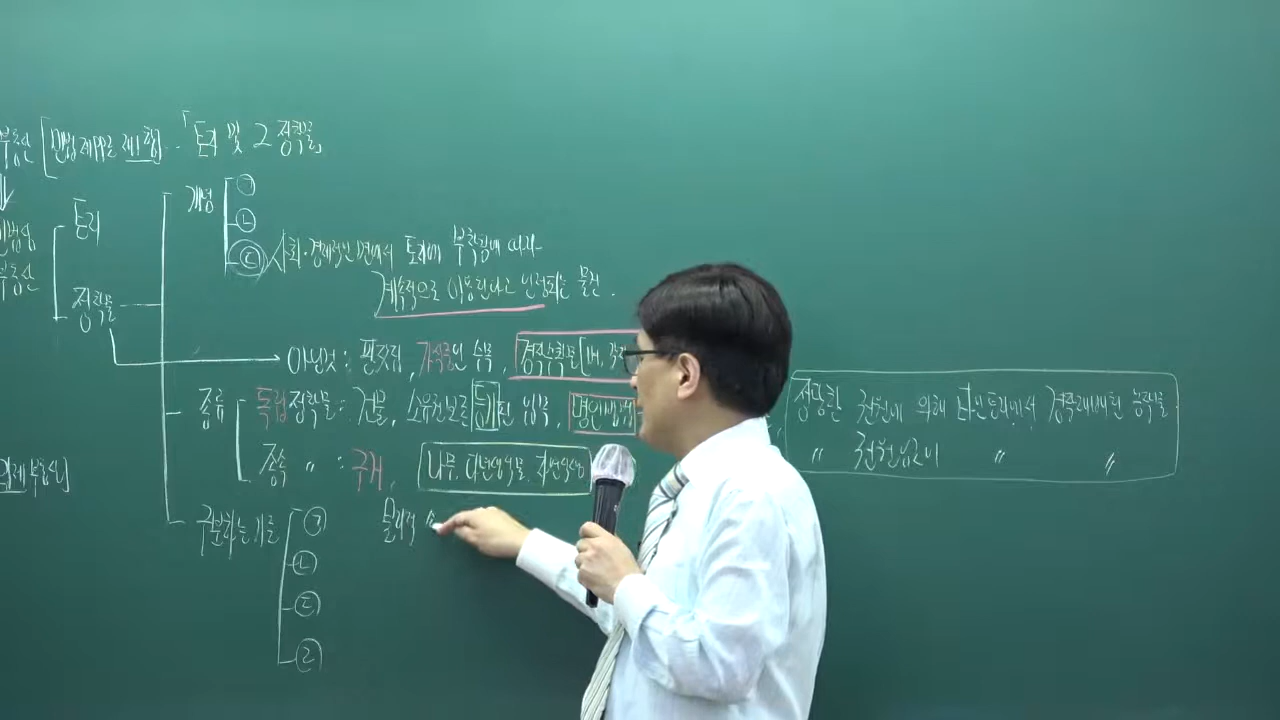 부동산 [민법 제99조 제1항] - 「토지 및 그 정착물」
토지
정착물
개념
㉠
㉡
㉢ 사회·경제적인 면에서 토지에 부착되어 따라
계속적으로 이용된다고 인정되는 물건.
아닌것 : 판잣집, 가식중인 수목, 경작수확물
종류
독립정착물 = 건물, 소유권보존등기된 입목, 명인방법
종속 〃 : 구거, 나무, 다년생식물, 자연식생
정당한 권원에 의해 타인토지에서 경작재배된 농작물
〃 권원없이 〃 〃
구분하는 기준
㉠ 물리적
㉡
㉢
㉣